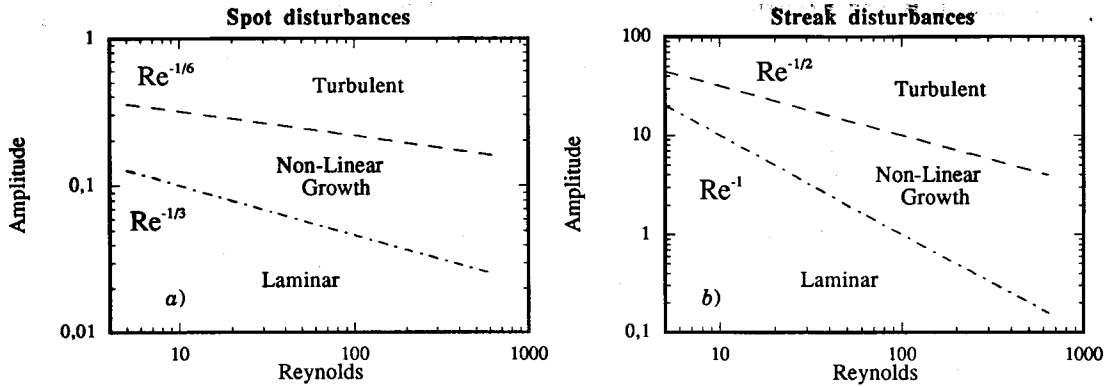 Spot disturbances
1
Re-1/6
Turbulent
Amplitude
0,1
Non-Linear
Growth
Re-1/3
Laminar
a)
0,01
10
100
1000
Reynolds
Streak disturbances
100
Re-1/2
Turbulent
10
Amplitude
Non-Linear
Growth
Re-1
1
Laminar
b)
0,1
10
100
1000
Reynolds